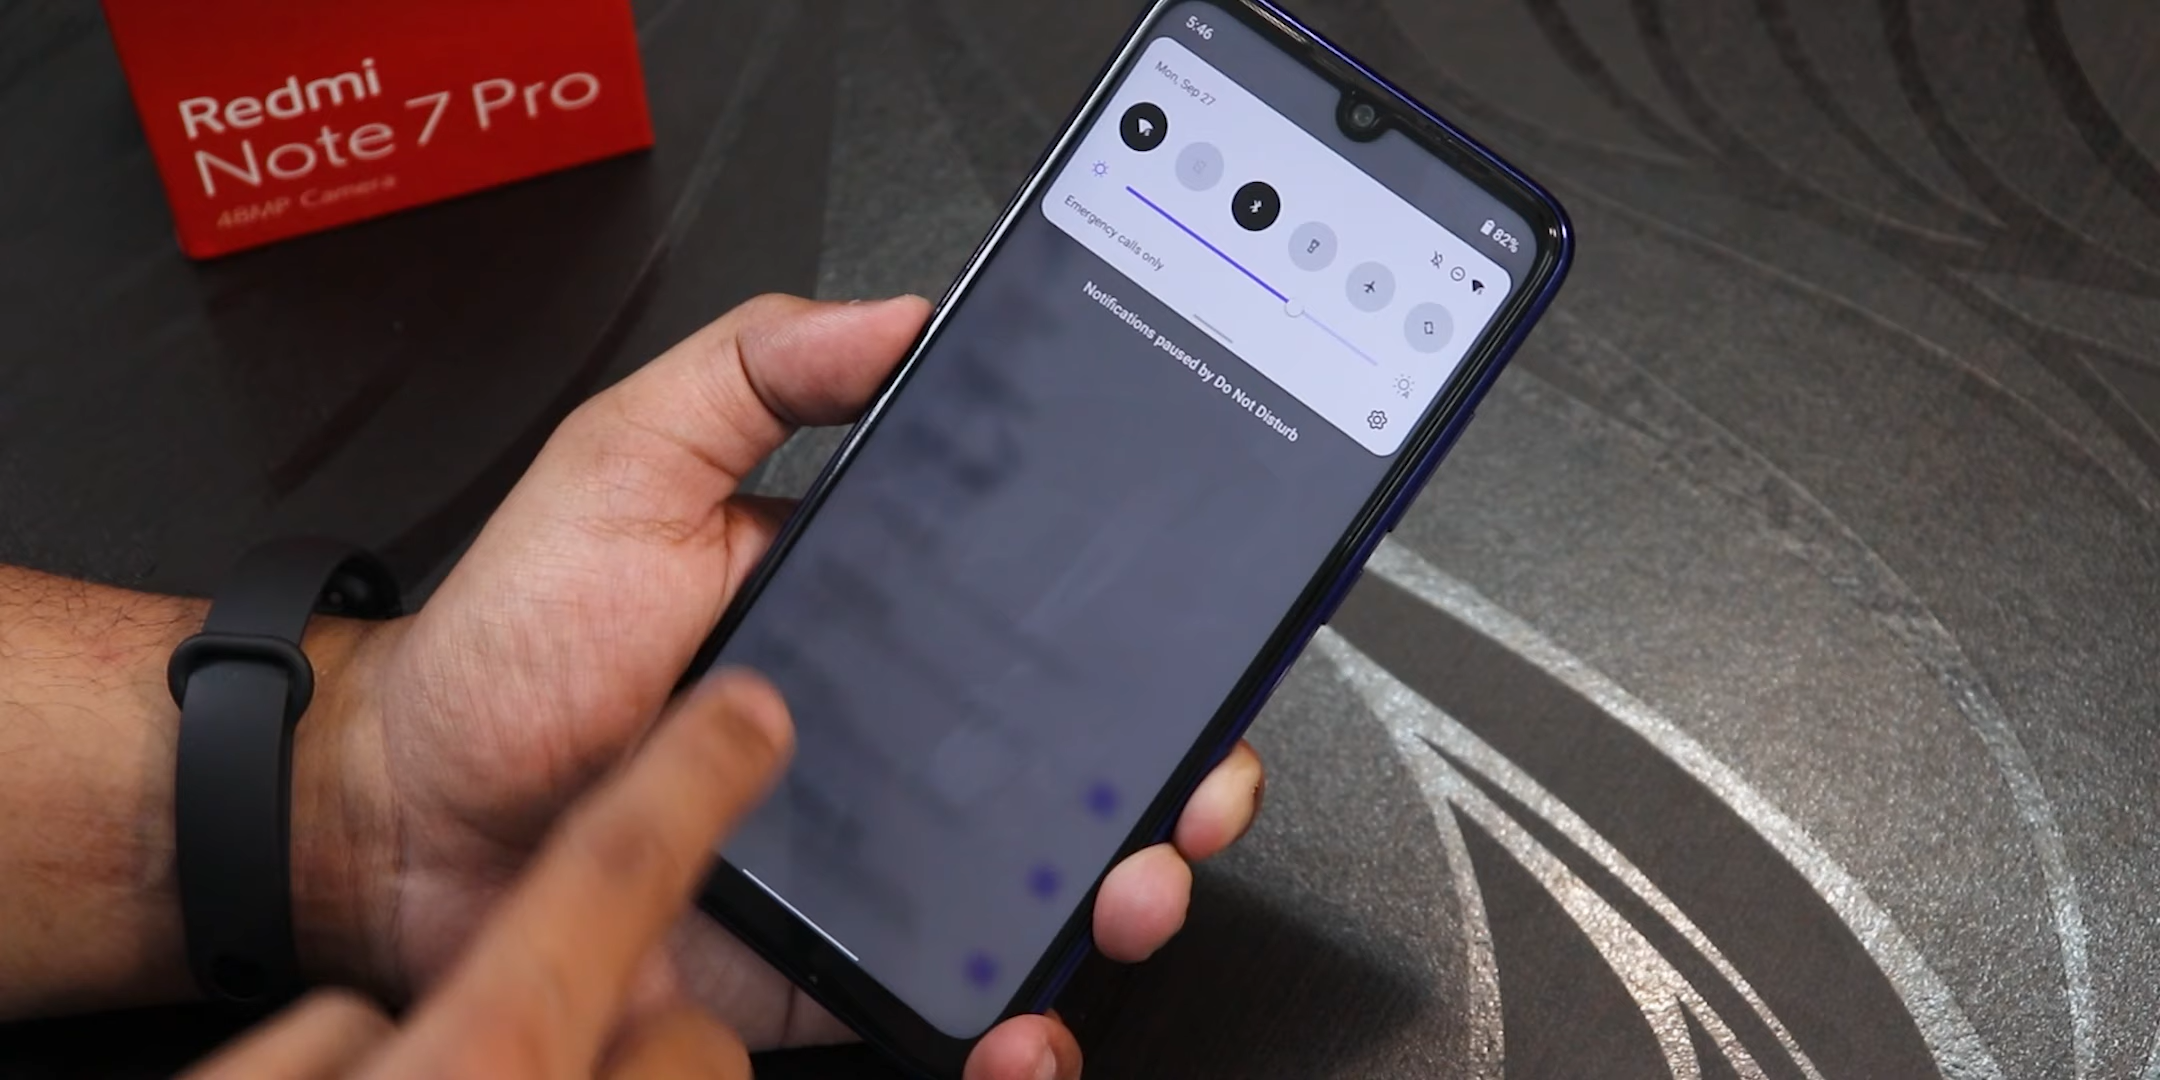 Redmi
Note 7 Pro
48MP Camera
5:46
82%
Mon, Sep 27
Emergency calls only
Notifications paused by Do Not Disturb